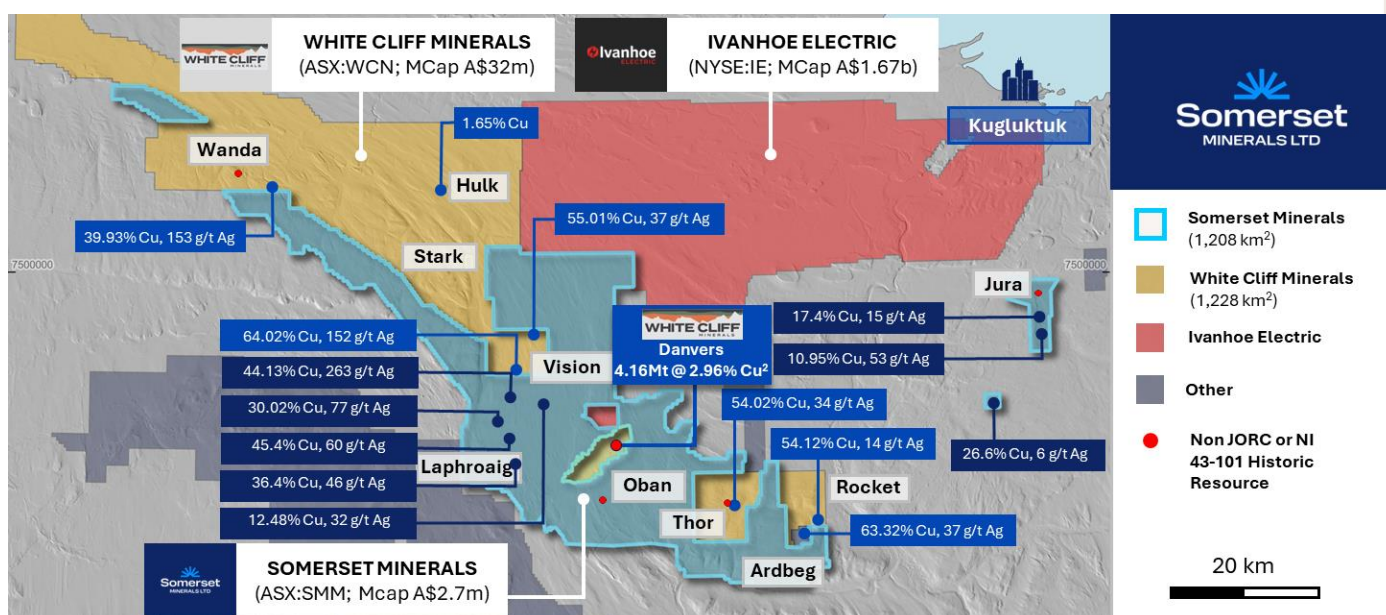 WHITE CLIFF
MINERALS
WHITE CLIFF MINERALS
(ASX:WCN; MCap A$32m)
Ivanhoe
ELECTRIC
IVANHOE ELECTRIC
(NYSE:IE; MCap A$1.67b)
Kugluktuk
1.65% Cu
Wanda
Hulk
39.93% Cu, 153 g/t Ag
55.01% Cu, 37 g/t Ag
Stark
7500000
7500000
Jura
WHITE CLIFF
MINERALS
Danvers
4.16Mt @ 2.96% Cu²
17.4% Cu, 15 g/t Ag
10.95% Cu, 53 g/t Ag
64.02% Cu, 152 g/t Ag
44.13% Cu, 263 g/t Ag
30.02% Cu, 77 g/t Ag
45.4% Cu, 60 g/t Ag
36.4% Cu, 46 g/t Ag
12.48% Cu, 32 g/t Ag
Vision
Laphroaig
54.02% Cu, 34 g/t Ag
54.12% Cu, 14 g/t Ag
26.6% Cu, 6 g/t Ag
Oban
Thor
Rocket
63.32% Cu, 37 g/t Ag
Ardbeg
Somerset
MINERALS LTD
SOMERSET MINERALS
(ASX:SMM; Mcap A$2.7m)
Somerset
MINERALS LTD
Somerset Minerals
(1,208 km²)
White Cliff Minerals
(1,228 km²)
Ivanhoe Electric
Other
Non JORC or NI
43-101 Historic
Resource
20 km